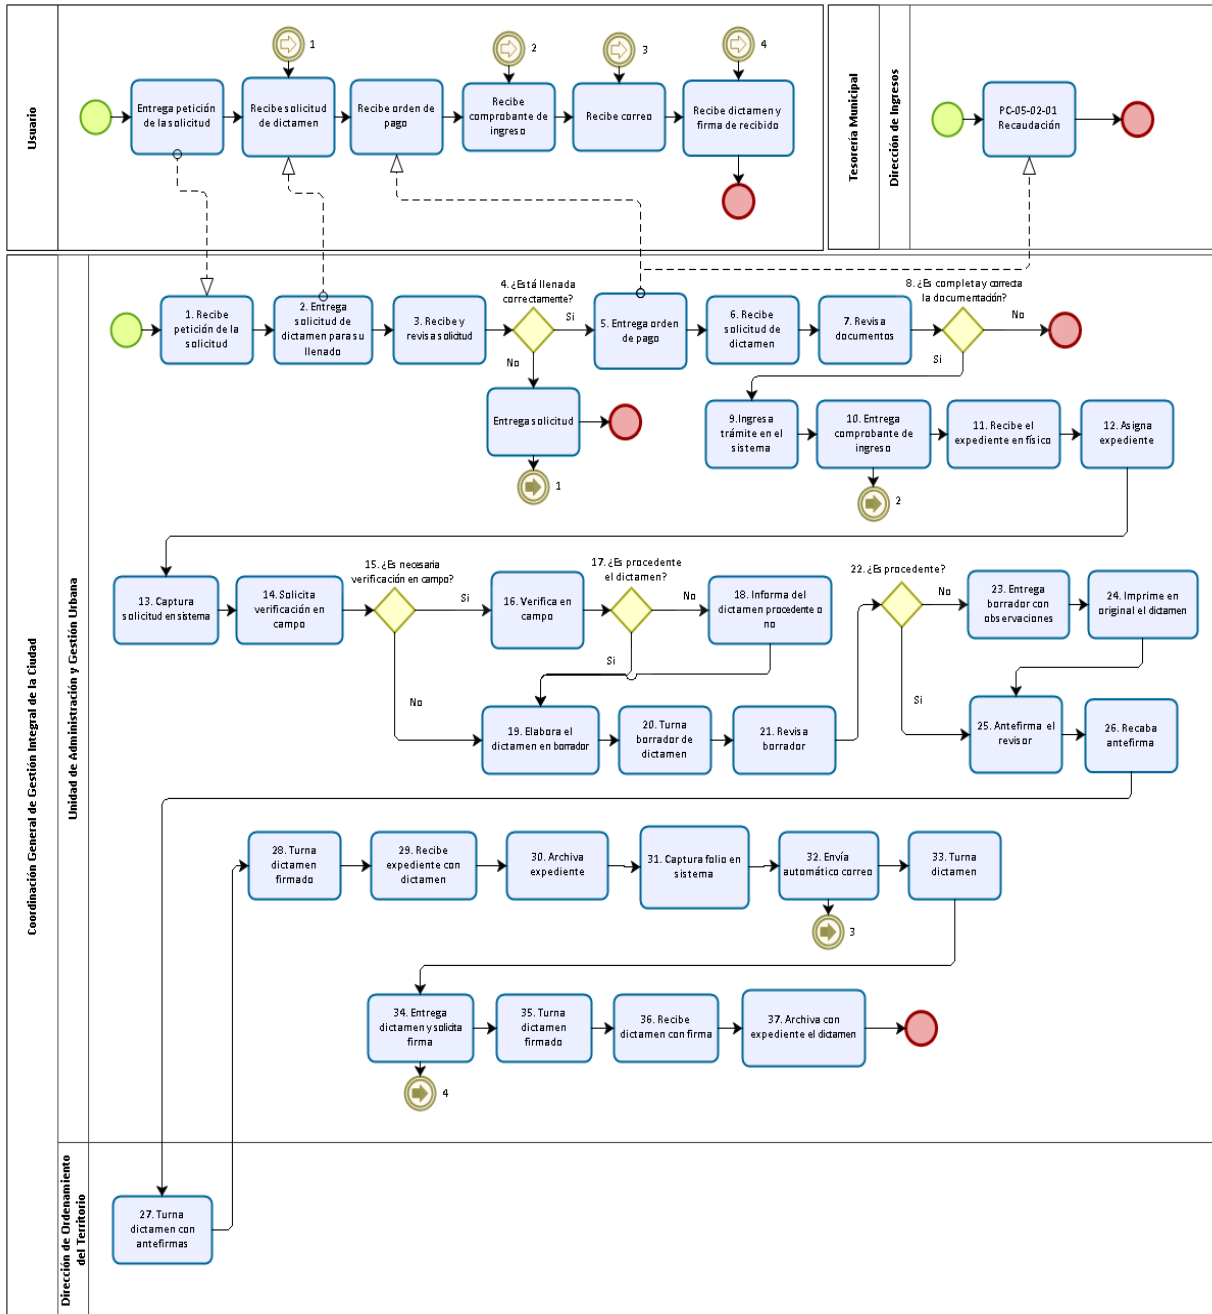 Usuario
1
2
3
4
Entrega petición
de la solicitud
Recibe solicitud
de dictamen
Recibe orden de
pago
Recibe
comprobante de
ingreso
Recibe correo
Recibe dictamen y
firma de recibido
Tesorería Municipal
Dirección de Ingresos
PC-05-02-01
Recaudación
Coordinación General de Gestión Integral de la Ciudad
Unidad de Administración y Gestión Urbana
1. Recibe
petición de la
solicitud
2. Entrega
solicitud de
dictamen para su
llenado
3. Recibe y
revisa solicitud
4. ¿Está llenada
correctamente?
Si
No
Entrega solicitud
1
5. Entrega orden
de pago
6. Recibe
solicitud de
dictamen
7. Revisa
documentos
8. ¿Es completa y correcta
la documentación?
No
Si
9. Ingresa
trámite en el
sistema
10. Entrega
comprobante de
ingreso
2
11. Recibe el
expediente en físico
12. Asigna
expediente
13. Captura
solicitud en sistema
14. Solicita
verificación en
campo
15. ¿Es necesaria
verificación en campo?
Si
No
16. Verifica en
campo
17. ¿Es procedente
el dictamen?
No
Si
18. Informa del
dictamen procedente o
no
19. Elabora el
dictamen en borrador
20. Turna
borrador de
dictamen
21. Revisa
borrador
22. ¿Es procedente?
No
Si
23. Entrega
borrador con
observaciones
24. Imprime en
original el dictamen
25. Antefirma el
revisor
26. Recaba
antefirma
28. Turna
dictamen
firmado
29. Recibe
expediente con
dictamen
30. Archiva
expediente
31. Captura folio en
sistema
32. Envía
automático correo
3
33. Turna
dictamen
34. Entrega
dictamen y solicita
firma
4
35. Turna
dictamen
firmado
36. Recibe
dictamen con firma
37. Archiva con
expediente el dictamen
Dirección de Ordenamiento
del Territorio
27. Turna
dictamen con
antefirmas